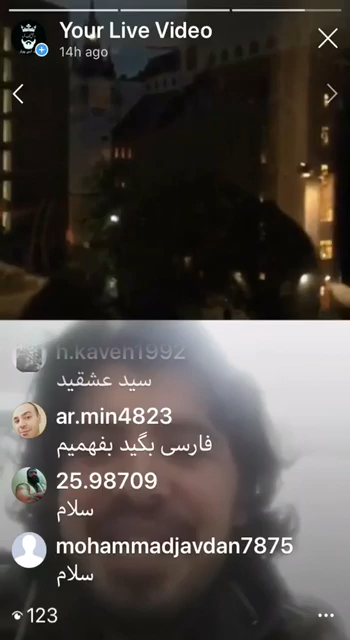 Your Live Video
14h ago
h.kaven1992
سید عشقید
ar.min4823
فارسی بگید بفهمیم
25.98709
سلام
mohammadjavdan7875
سلام
123